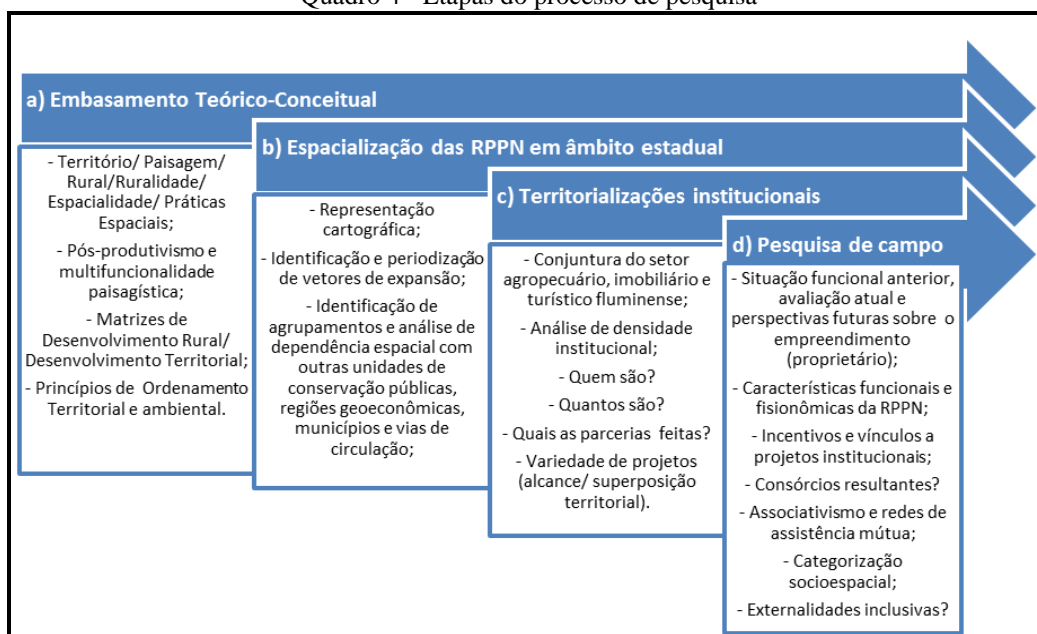 Quadro 4 - Etapas do processo de pesquisa
a) Embasamento Teórico-Conceitual
- Território/ Paisagem/
Rural/Ruralidade/
Espacialidade/ Práticas
Espaciais;
- Pós-produtivismo e
multifuncionalidade
paisagística;
- Matrizes de
Desenvolvimento Rural/
Desenvolvimento Territorial;
- Princípios de Ordenamento
Territorial e ambiental.
b) Espacialização das RPPN em âmbito estadual
- Representação
cartográfica;
- Identificação e periodização
de vetores de expansão;
- Identificação de
agrupamentos e análise de
dependência espacial com
outras unidades de
conservação públicas,
regiões geoeconômicas,
municípios e vias de
circulação;
c) Territorializações institucionais
- Conjuntura do setor
agropecuário, imobiliário e
turístico fluminense;
- Análise de densidade
institucional;
- Quem são?
- Quantos são?
- Quais as parcerias feitas?
- Variedade de projetos
(alcance/ superposição
territorial).
d) Pesquisa de campo
- Situação funcional anterior,
avaliação atual e
perspectivas futuras sobre o
empreendimento
(proprietário);
- Características funcionais e
fisionômicas da RPPN;
- Incentivos e vínculos a
projetos institucionais;
- Consórcios resultantes?
- Associativismo e redes de
assistência mútua;
- Categorização
socioespacial;
- Externalidades inclusivas?